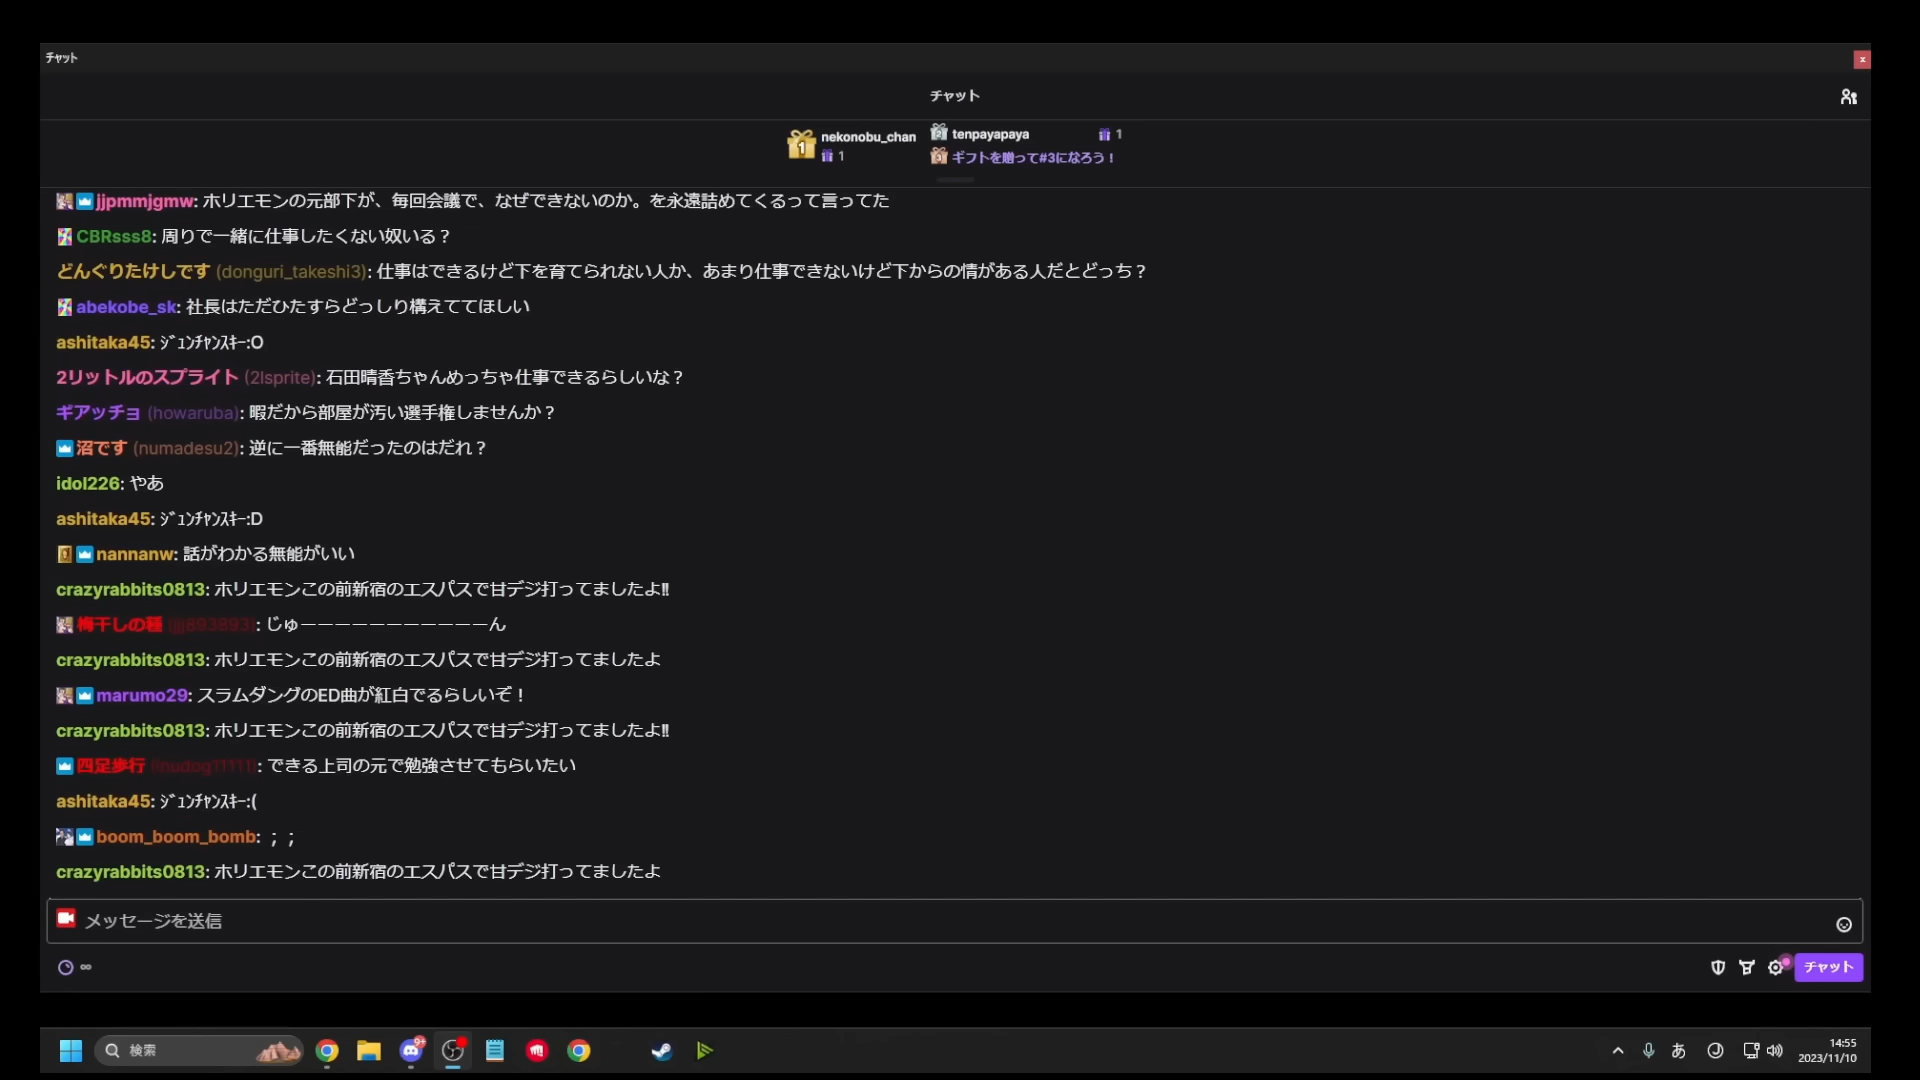 チャット
チャット
nekonobu_chan
1
tenpayapaya 1
ギフトを贈って#3になろう！
jjpmmjgmw: ホリエモンの元部下が、毎回会議で、なぜできないのか。を永遠詰めてくるって言ってた
CBRsss8: 周りで一緒に仕事したくない奴いる？
どんぐりたけしです (donguri_takeshi3): 仕事はできるけど下を育てられない人か、あまり仕事できないけど下からの情がある人だとどっち？
abekobe_sk: 社長はただひたすらどっしり構えててほしい
ashitaka45: ｼﾞｭﾝﾁｬﾝｽｷｰ:O
2リットルのスプライト (2lsprite): 石田晴香ちゃんめっちゃ仕事できるらしいな？
ギアッチョ (howaruba): 暇だから部屋が汚い選手権しませんか？
沼です (numadesu2): 逆に一番無能だったのはだれ？
idol226: やあ
ashitaka45: ｼﾞｭﾝﾁｬﾝｽｷｰ:D
nannanw: 話がわかる無能がいい
crazyrabbits0813: ホリエモンこの前新宿のエスパスで甘デジ打ってましたよ‼
梅干しの種: じゅーーーーーーーーーーーん
crazyrabbits0813: ホリエモンこの前新宿のエスパスで甘デジ打ってましたよ
marumo29: スラムダングのED曲が紅白でるらしいぞ！
crazyrabbits0813: ホリエモンこの前新宿のエスパスで甘デジ打ってましたよ‼
四足歩行: できる上司の元で勉強させてもらいたい
ashitaka45: ｼﾞｭﾝﾁｬﾝｽｷｰ:(
boom_boom_bomb: ；；
crazyrabbits0813: ホリエモンこの前新宿のエスパスで甘デジ打ってましたよ
メッセージを送信
∞
チャット
検索
9+
あ
14:55
2023/11/10